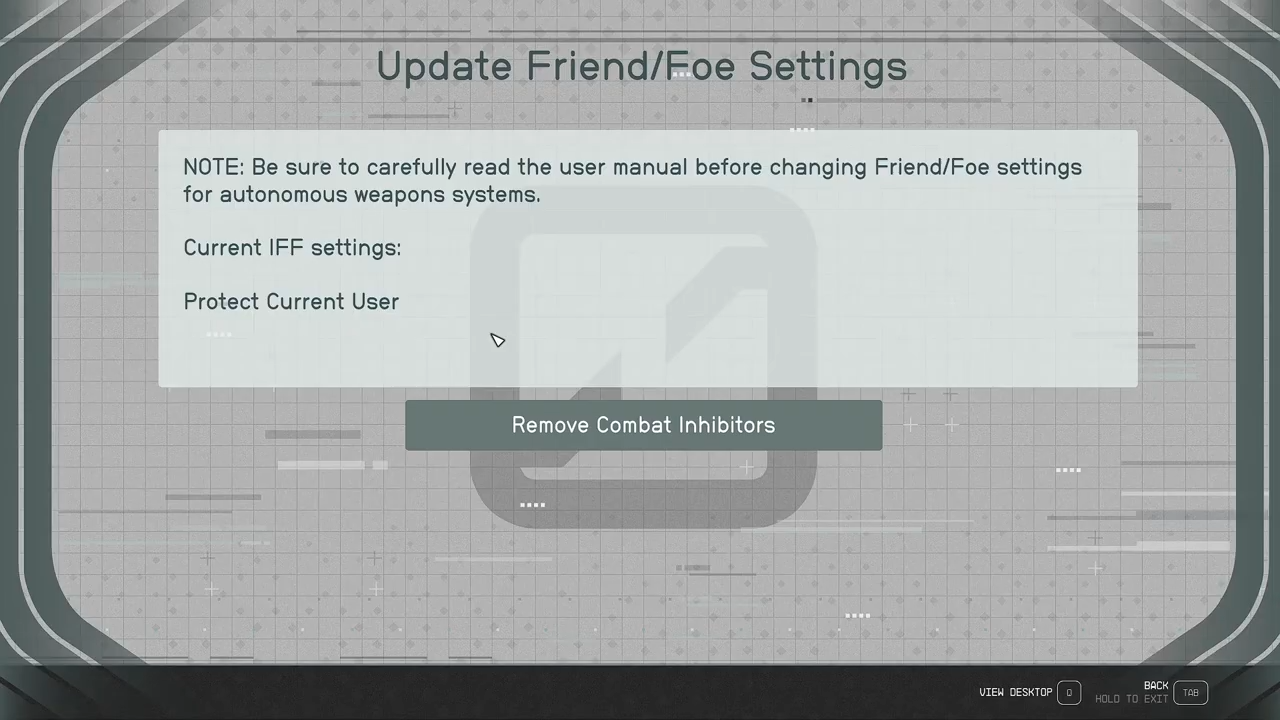 Update Friend/Foe Settings
NOTE: Be sure to carefully read the user manual before changing Friend/Foe settings
for autonomous weapons systems.
Current IFF settings:
Protect Current User
Remove Combat Inhibitors
VIEW DESKTOP Q
BACK
HOLD TO EXIT TAB